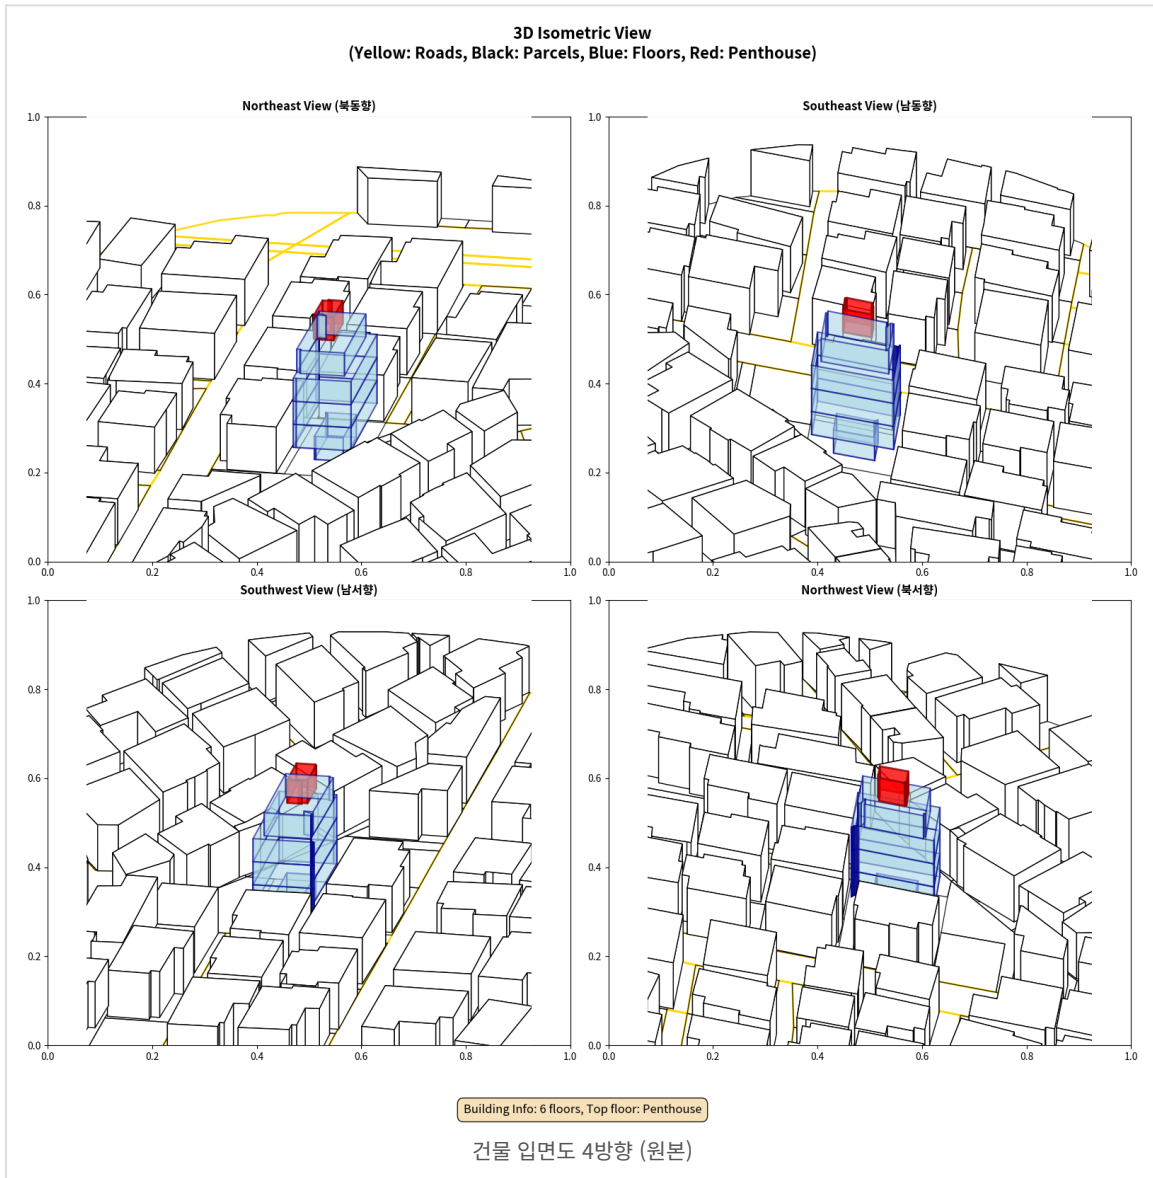 3D Isometric View
(Yellow: Roads, Black: Parcels, Blue: Floors, Red: Penthouse)
Northeast View (북동향)
1.0
0.8
0.6
0.4
0.2
0.0
0.0 0.2 0.4 0.6 0.8 1.0
Southeast View (남동향)
1.0
0.8
0.6
0.4
0.2
0.0
0.0 0.2 0.4 0.6 0.8 1.0
Southwest View (남서향)
1.0
0.8
0.6
0.4
0.2
0.0
0.0 0.2 0.4 0.6 0.8 1.0
Northwest View (북서향)
1.0
0.8
0.6
0.4
0.2
0.0
0.0 0.2 0.4 0.6 0.8 1.0
Building Info: 6 floors, Top floor: Penthouse
건물 입면도 4방향 (원본)